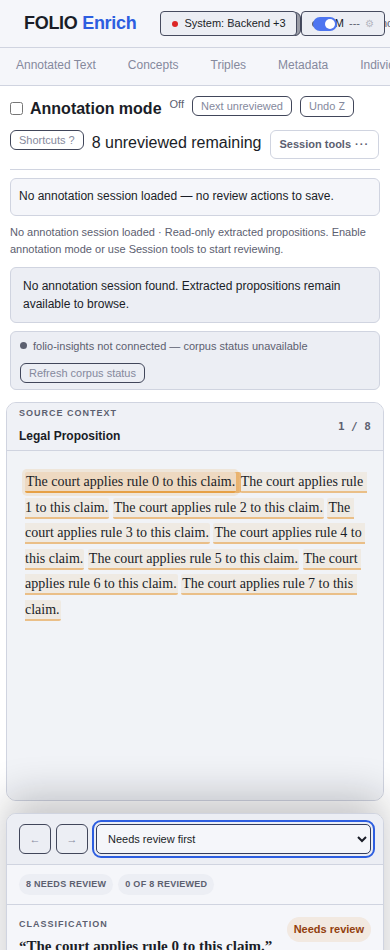 FOLIO Enrich System: Backend +3 M ---
Annotated Text Concepts Triples Metadata Indivi
Annotation mode Off Next unreviewed Undo Z
Shortcuts ? 8 unreviewed remaining Session tools ···
No annotation session loaded — no review actions to save.
No annotation session loaded · Read-only extracted propositions. Enable
annotation mode or use Session tools to start reviewing.
No annotation session found. Extracted propositions remain
available to browse.
folio-insights not connected — corpus status unavailable
Refresh corpus status
SOURCE CONTEXT
Legal Proposition
1 / 8
The court applies rule 0 to this claim. The court applies rule
1 to this claim. The court applies rule 2 to this claim. The
court applies rule 3 to this claim. The court applies rule 4 to
this claim. The court applies rule 5 to this claim. The court
applies rule 6 to this claim. The court applies rule 7 to this
claim.
← → Needs review first
8 NEEDS REVIEW 0 OF 8 REVIEWED
CLASSIFICATION
Needs review
“The court applies rule 0 to this claim.”